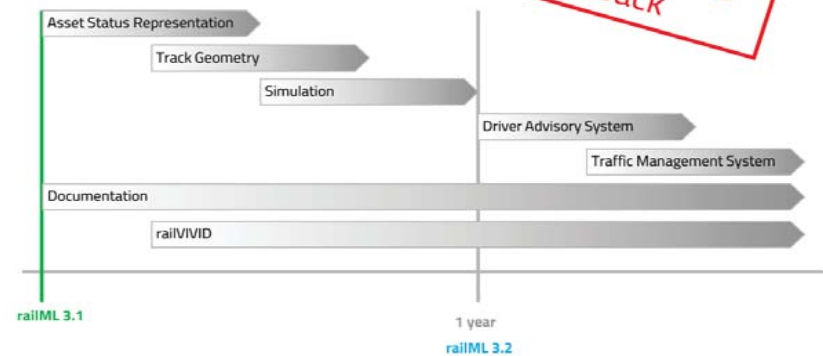 Asset Status Representation
Track Geometry
Simulation
Driver Advisory System
Traffic Management System
Documentation
railVIVID
railML 3.1
1 year
railML 3.2